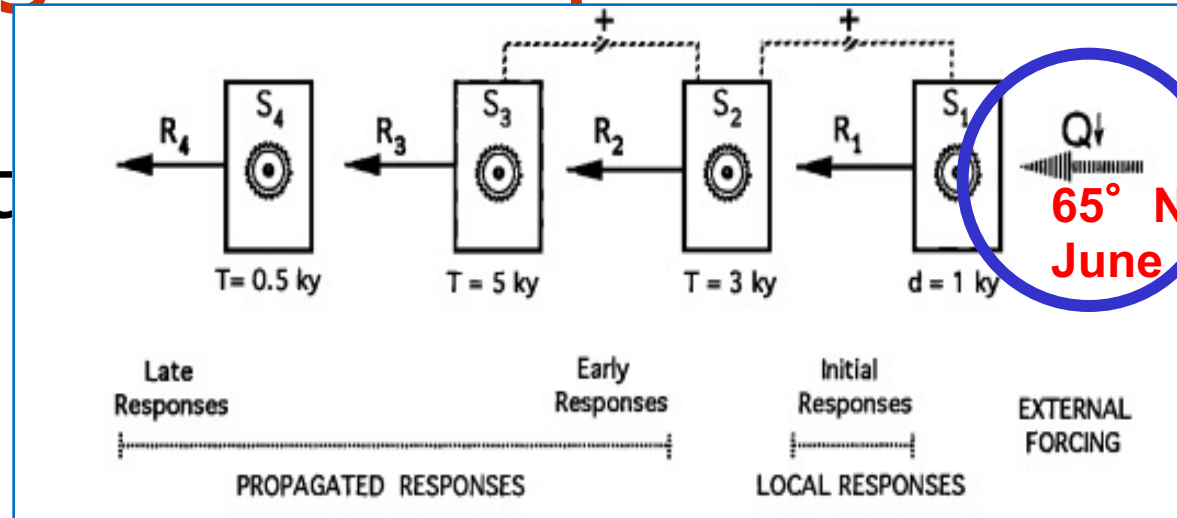 + +
S4 S3 S2 S1
R4 R3 R2 R1 Q↓
65° N
June
T= 0.5 ky T = 5 ky T = 3 ky d = 1 ky
Late Responses
Early Responses
Initial Responses
EXTERNAL FORCING
PROPAGATED RESPONSES LOCAL RESPONSES